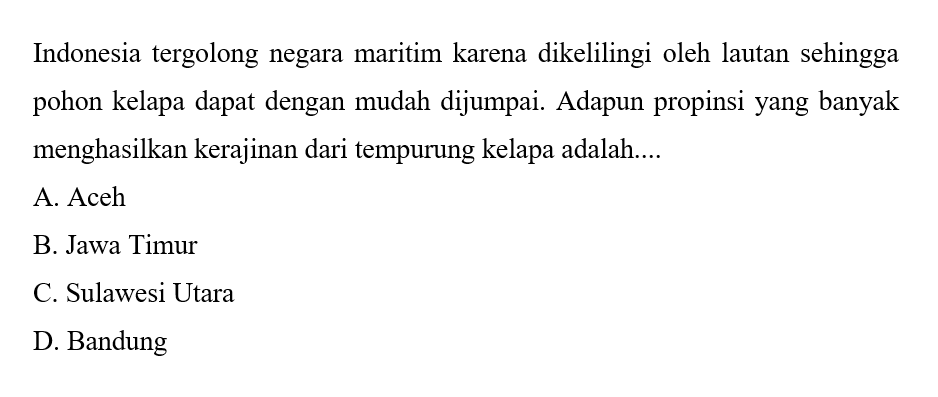 Indonesia tergolong negara maritim karena dikelilingi oleh lautan sehingga
pohon kelapa dapat dengan mudah dijumpai. Adapun propinsi yang banyak
menghasilkan kerajinan dari tempurung kelapa adalah....
A. Aceh
B. Jawa Timur
C. Sulawesi Utara
D. Bandung